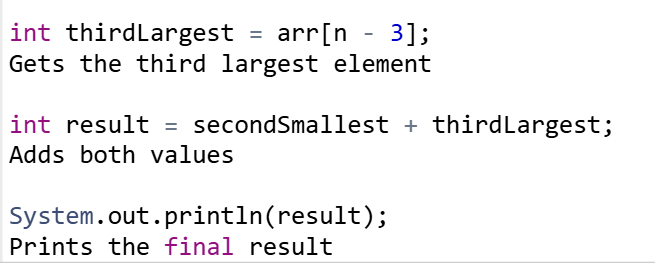 int thirdLargest = arr[n - 3];
Gets the third largest element
int result = secondSmallest + thirdLargest;
Adds both values
System.out.println(result);
Prints the final result